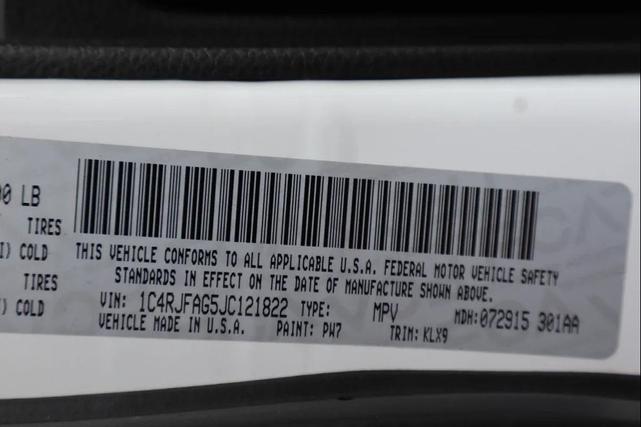 00 LB
TIRES
COLD
TIRES
COLD
THIS VEHICLE CONFORMS TO ALL APPLICABLE U.S.A. FEDERAL MOTOR VEHICLE SAFETY
STANDARDS IN EFFECT ON THE DATE OF MANUFACTURE SHOWN ABOVE.
VIN: 1C4RJFAG5JC121822 TYPE: MPV MDH:072915 301AA
VEHICLE MADE IN U.S.A. PAINT: PW7 TRIM: KLX9